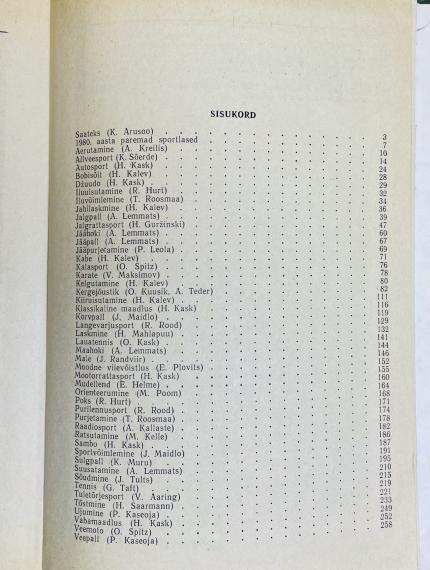 SISUKORD
Saateks (K. Arusoo) . . . 3
1980. aasta paremad sportlased . . . 7
Aerutamine (A. Kreilis) . . . 10
Allveesport (K. Sõerde) . . . 14
Autosport (H. Kask) . . . 24
Bobisõit (H. Kalev) . . . 28
Džuudo (H. Kask) . . . 29
Iluuisutamine (R. Hurt) . . . 32
Iluvõimlemine (T. Roosmaa) . . . 34
Jahilaskmine (H. Kalev) . . . 36
Jalgpall (A. Lemmats) . . . 39
Jalgrattasport (H. Guržinski) . . . 47
Jäähoki (A. Lemmats) . . . 60
Jääpall (A. Lemmats) . . . 67
Jääpurjetamine (P. Leola) . . . 69
Kabe (H. Kalev) . . . 71
Kalasport (O. Spitz) . . . 76
Karate (V. Maksimov) . . . 78
Kelgutamine (H. Kalev) . . . 80
Kergejõustik (O. Kuusik, A. Teder) . . . 82
Kiiruisutamine (H. Kalev) . . . 111
Klassikaline maadlus (H. Kask) . . . 116
Korvpall (J. Maidlo) . . . 119
Langevarjusport (R. Rood) . . . 129
Laskmine (H. Mahlapuu) . . . 132
Lauatennis (O. Kask) . . . 141
Maahoki (A. Lemmats) . . . 144
Male (J. Randviir) . . . 146
Moodne viievõistlus (E. Plovits) . . . 152
Mootorrattasport (H. Kask) . . . 155
Mudellend (E. Helme) . . . 160
Orienteerumine (M. Poom) . . . 164
Poks (R. Hurt) . . . 168
Purilennusport (R. Rood) . . . 171
Purjetamine (T. Roosmaa) . . . 174
Raadiosport (A. Kallaste) . . . 178
Ratsutamine (M. Kelle) . . . 182
Sambo (H. Kask) . . . 186
Sportvõimlemine (J. Maidlo) . . . 187
Sulgpall (K. Muru) . . . 191
Suusatamine (A. Lemmats) . . . 195
Sõudmine (J. Tults) . . . 210
Tennis (G. Taft) . . . 215
Tuletõrjesport (V. Aaring) . . . 219
Tõstmine (H. Saarmann) . . . 221
Ujumine (P. Kaseoja) . . . 233
Vabamaadlus (H. Kask) . . . 249
Veemoto (O. Spitz) . . . 252
Veepall (P. Kaseoja) . . . 258